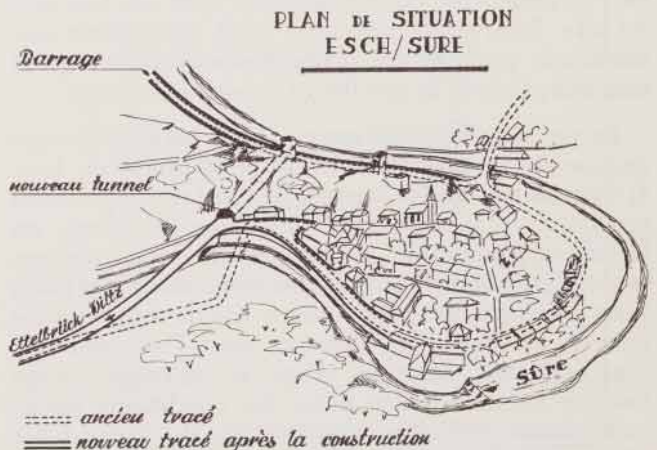 PLAN DE SITUATION
ESCH/SURE
Barrage
nouveau tunnel
Ettelbrück-Wiltz
Sûre
ancien tracé
nouveau tracé après la construction